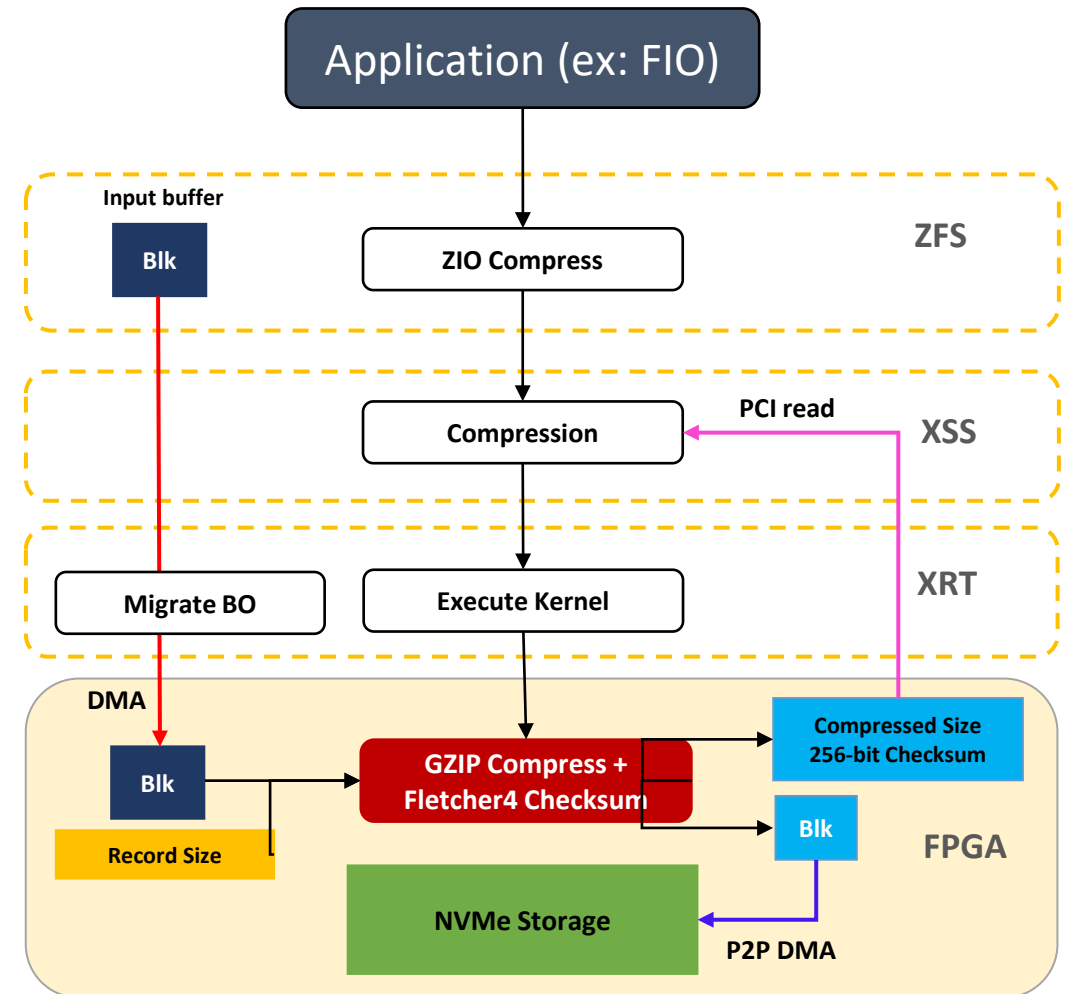 Application (ex: FIO)
Input buffer
Blk
ZIO Compress
ZFS
PCI read
Compression
XSS
Migrate BO
Execute Kernel
XRT
DMA
Blk
Record Size
GZIP Compress +
Fletcher4 Checksum
Compressed Size
256-bit Checksum
Blk
FPGA
NVMe Storage
P2P DMA